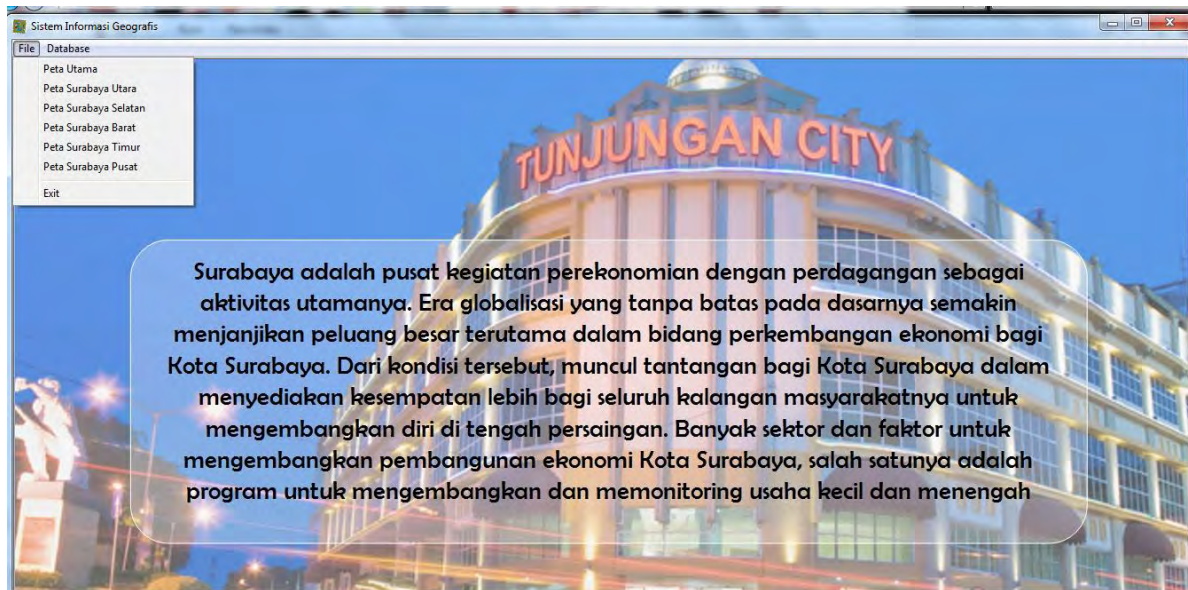 Sistem Informasi Geografis
File Database
Peta Utama
Peta Surabaya Utara
Peta Surabaya Selatan
Peta Surabaya Barat
Peta Surabaya Timur
Peta Surabaya Pusat
Exit
TUNJUNGAN CITY
Surabaya adalah pusat kegiatan perekonomian dengan perdagangan sebagai
aktivitas utamanya. Era globalisasi yang tanpa batas pada dasarnya semakin
menjanjikan peluang besar terutama dalam bidang perkembangan ekonomi bagi
Kota Surabaya. Dari kondisi tersebut, muncul tantangan bagi Kota Surabaya dalam
menyediakan kesempatan lebih bagi seluruh kalangan masyarakatnya untuk
mengembangkan diri di tengah persaingan. Banyak sektor dan faktor untuk
mengembangkan pembangunan ekonomi Kota Surabaya, salah satunya adalah
program untuk mengembangkan dan memonitoring usaha kecil dan menengah